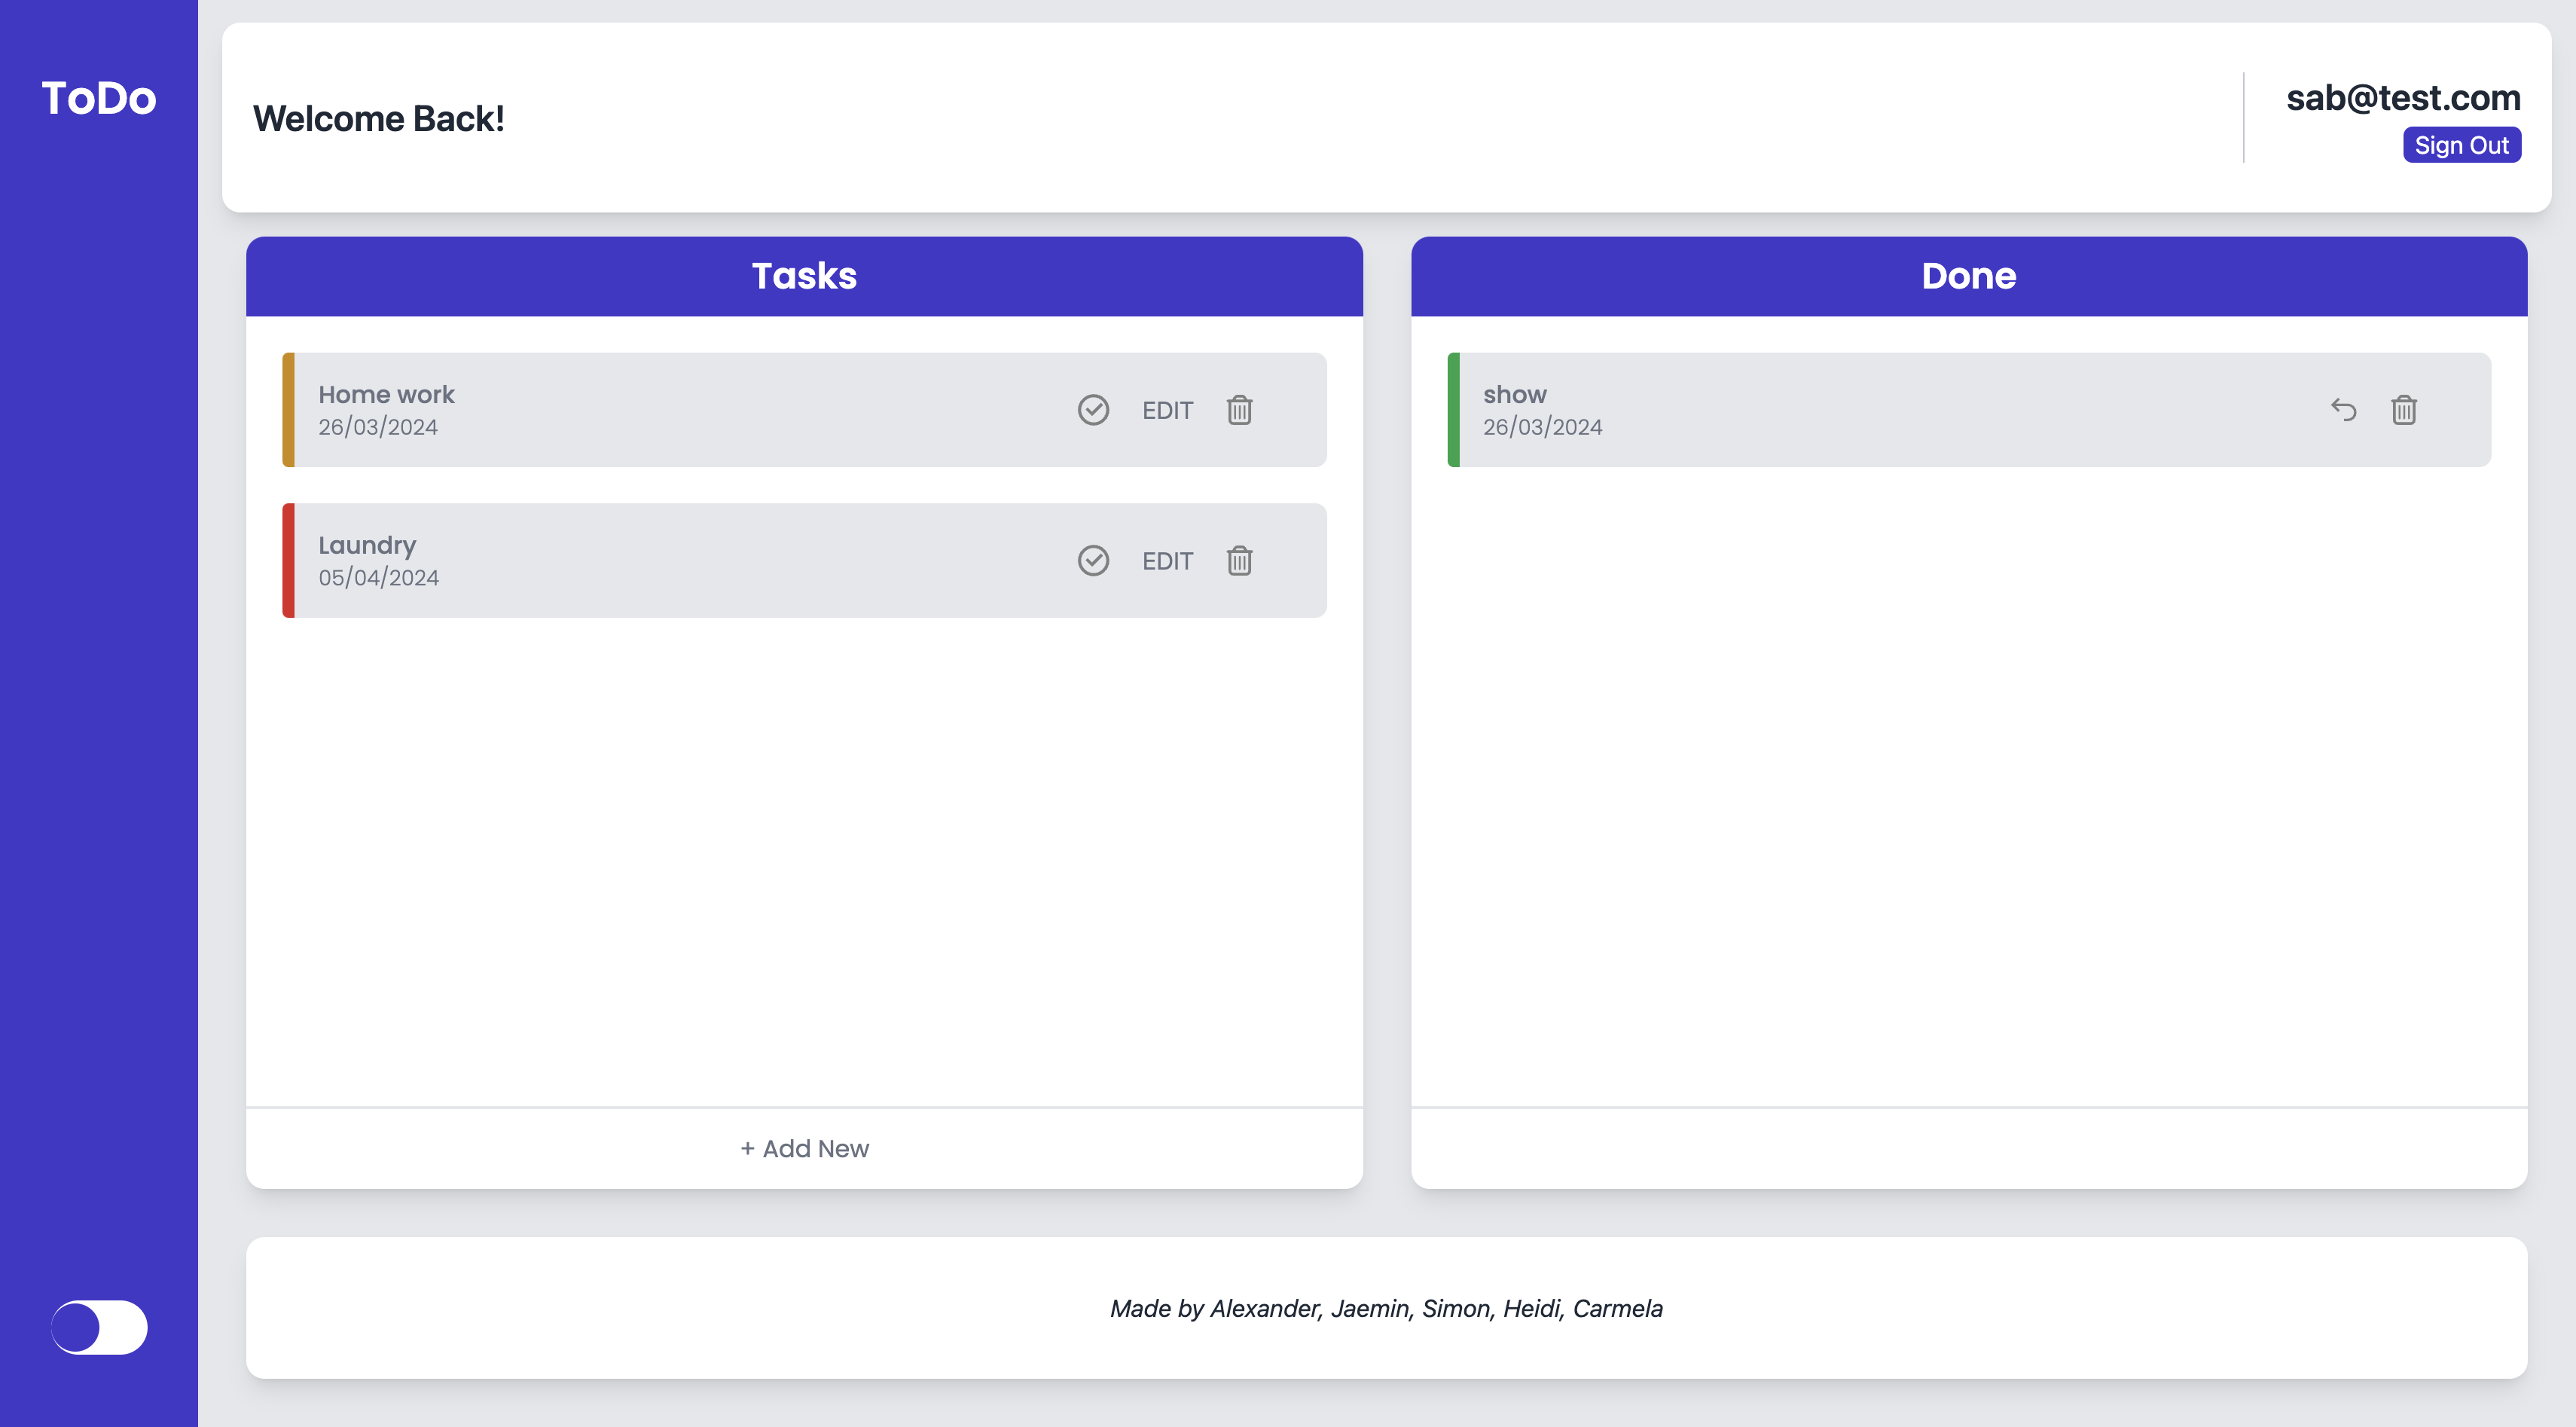 ToDo
Welcome Back!
sab@test.com
Sign Out
Tasks
Home work
26/03/2024
EDIT
Laundry
05/04/2024
EDIT
+ Add New
Done
show
26/03/2024
Made by Alexander, Jaemin, Simon, Heidi, Carmela